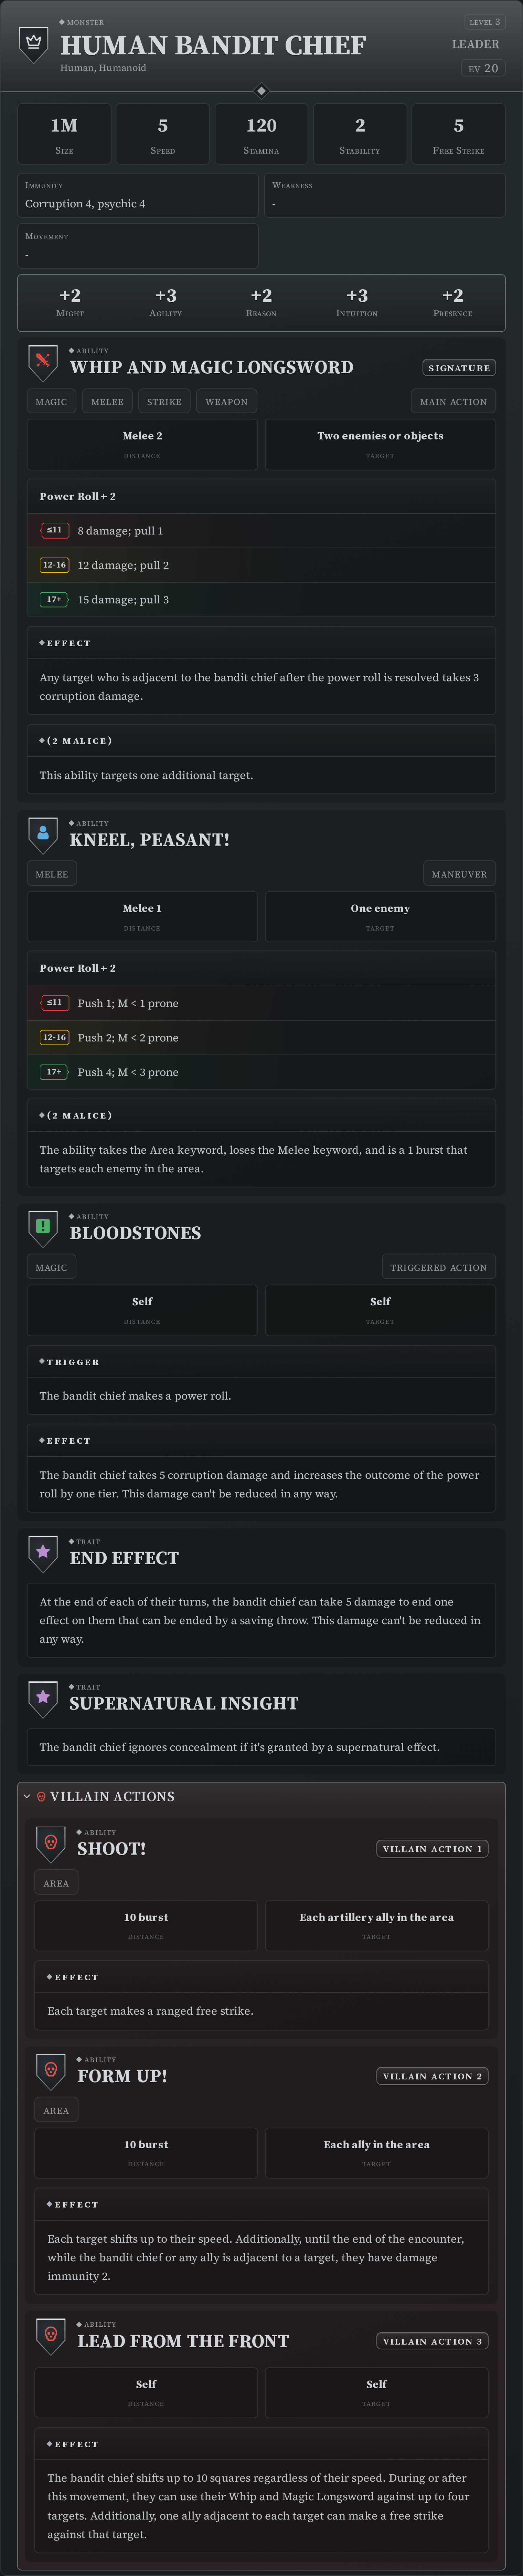 MONSTER
HUMAN BANDIT CHIEF
Human, Humanoid
LEVEL 3
LEADER
EV 20
1M
Size
5
Speed
120
Stamina
2
Stability
5
Free Strike
Immunity
Corruption 4, psychic 4
Weakness
-
Movement
-
+2
Might
+3
Agility
+2
Reason
+3
Intuition
+2
Presence
ABILITY
WHIP AND MAGIC LONGSWORD
SIGNATURE
MAGIC
MELEE
STRIKE
WEAPON
MAIN ACTION
Melee 2
DISTANCE
Two enemies or objects
TARGET
Power Roll + 2
≤11 8 damage; pull 1
12-16 12 damage; pull 2
17+ 15 damage; pull 3
EFFECT
Any target who is adjacent to the bandit chief after the power roll is resolved takes 3
corruption damage.
(2 MALICE)
This ability targets one additional target.
ABILITY
KNEEL, PEASANT!
MELEE
MANEUVER
Melee 1
DISTANCE
One enemy
TARGET
Power Roll + 2
≤11 Push 1; M < 1 prone
12-16 Push 2; M < 2 prone
17+ Push 4; M < 3 prone
(2 MALICE)
The ability takes the Area keyword, loses the Melee keyword, and is a 1 burst that
targets each enemy in the area.
ABILITY
BLOODSTONES
MAGIC
TRIGGERED ACTION
Self
DISTANCE
Self
TARGET
TRIGGER
The bandit chief makes a power roll.
EFFECT
The bandit chief takes 5 corruption damage and increases the outcome of the power
roll by one tier. This damage can't be reduced in any way.
TRAIT
END EFFECT
At the end of each of their turns, the bandit chief can take 5 damage to end one
effect on them that can be ended by a saving throw. This damage can't be reduced in
any way.
TRAIT
SUPERNATURAL INSIGHT
The bandit chief ignores concealment if it's granted by a supernatural effect.
VILLAIN ACTIONS
ABILITY
SHOOT!
VILLAIN ACTION 1
AREA
10 burst
DISTANCE
Each artillery ally in the area
TARGET
EFFECT
Each target makes a ranged free strike.
ABILITY
FORM UP!
VILLAIN ACTION 2
AREA
10 burst
DISTANCE
Each ally in the area
TARGET
EFFECT
Each target shifts up to their speed. Additionally, until the end of the encounter,
while the bandit chief or any ally is adjacent to a target, they have damage
immunity 2.
ABILITY
LEAD FROM THE FRONT
VILLAIN ACTION 3
Self
DISTANCE
Self
TARGET
EFFECT
The bandit chief shifts up to 10 squares regardless of their speed. During or after
this movement, they can use their Whip and Magic Longsword against up to four
targets. Additionally, one ally adjacent to each target can make a free strike
against that target.